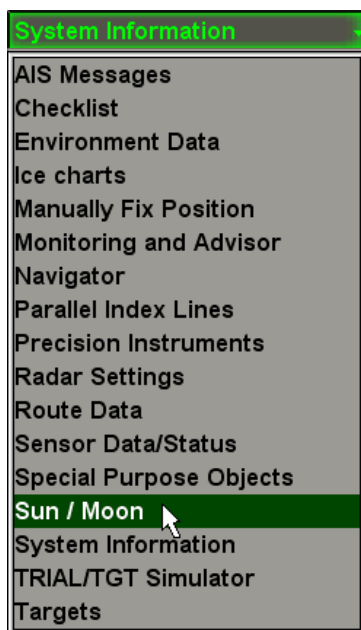 System Information
AIS Messages
Checklist
Environment Data
Ice charts
Manually Fix Position
Monitoring and Advisor
Navigator
Parallel Index Lines
Precision Instruments
Radar Settings
Route Data
Sensor Data/Status
Special Purpose Objects
Sun / Moon
System Information
TRIAL/TGT Simulator
Targets